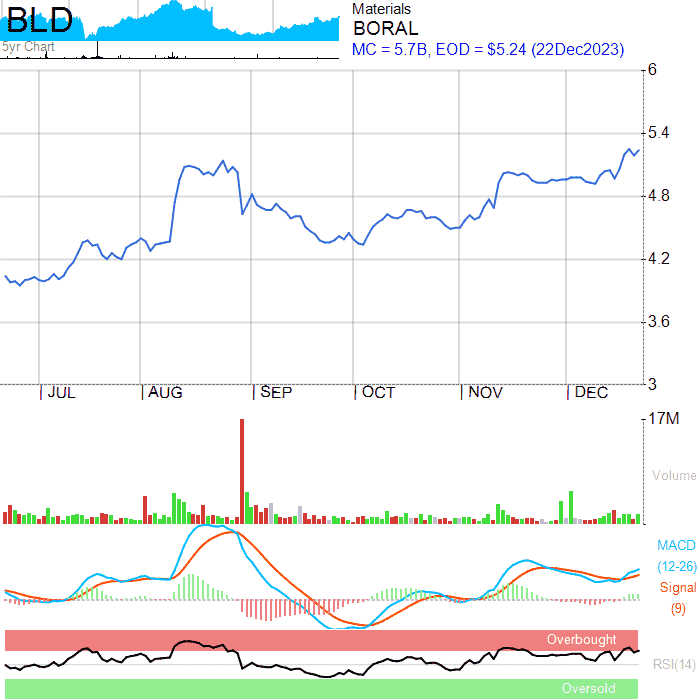 BLD
5yr Chart
Materials
BORAL
MC = 5.7B, EOD = $5.24 (22Dec2023)
6
5.4
4.8
4.2
3.6
3
JUL AUG SEP OCT NOV DEC
17M
Volume
MACD
(12-26)
Signal
(9)
Overbought
RSI(14)
Oversold